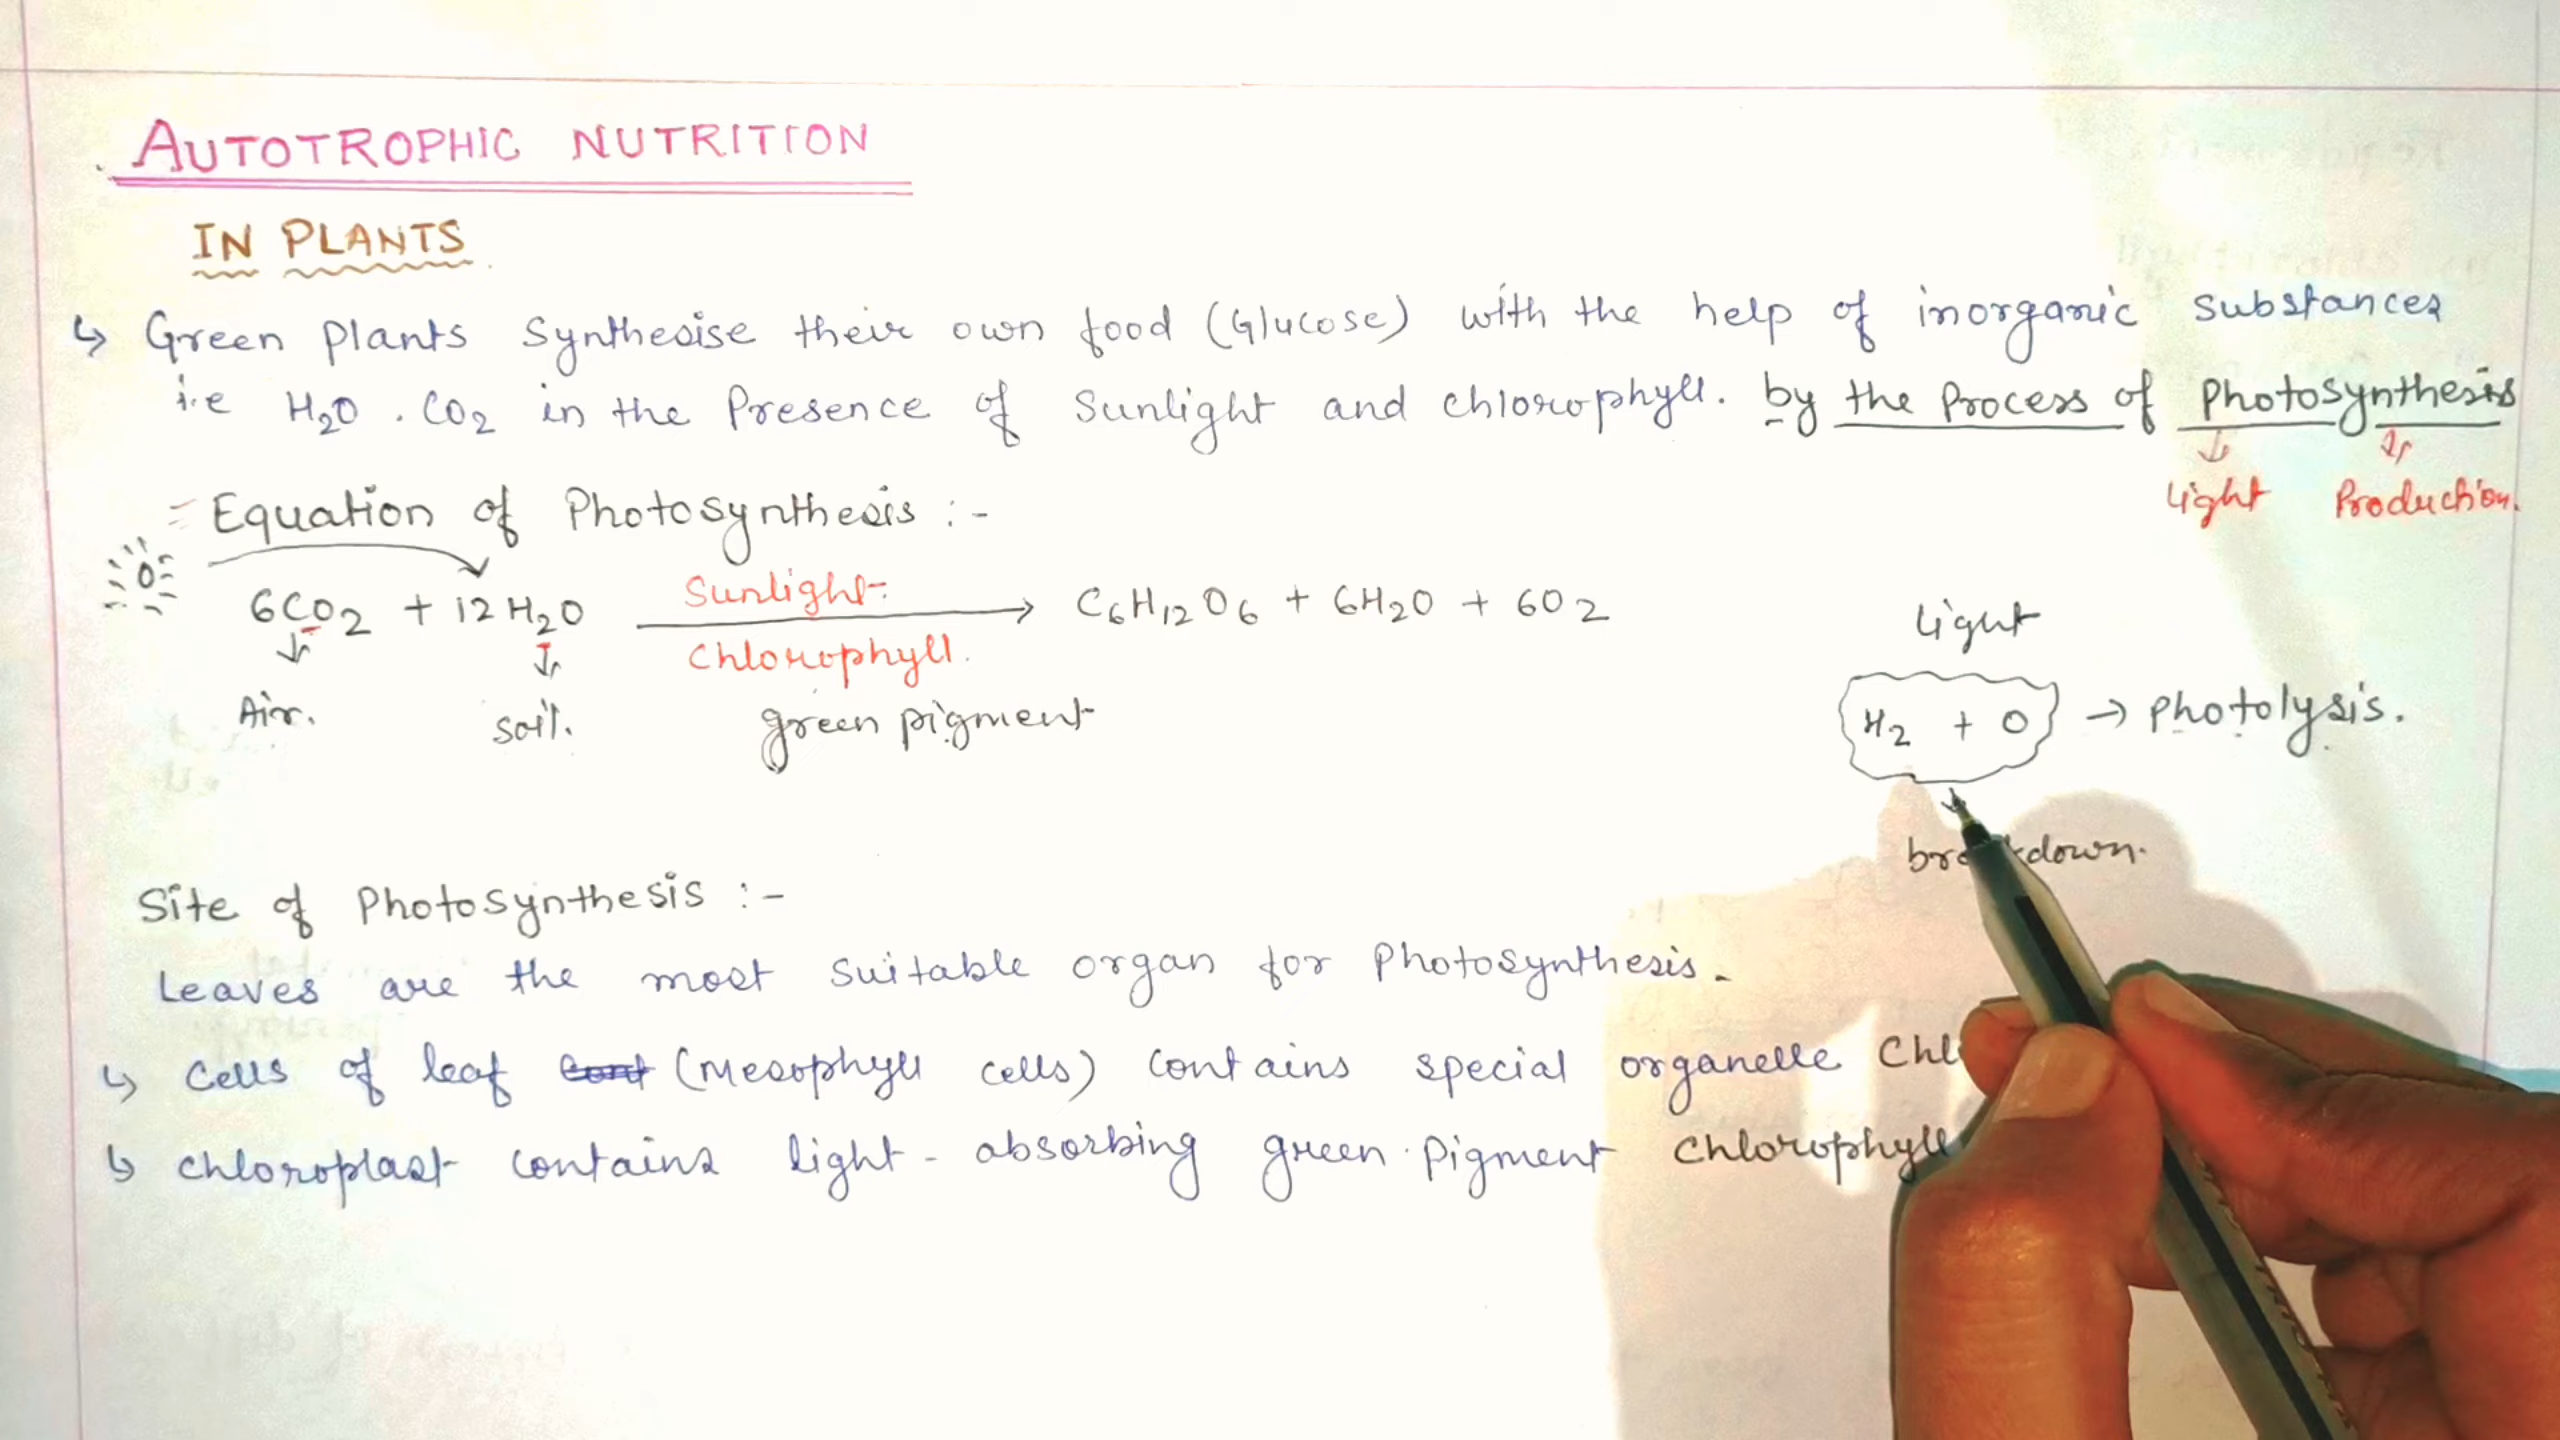 AUTOTROPHIC NUTRITION
IN PLANTS
↳ Green plants synthesise their own food (Glucose) with the help of inorganic substances
i.e H2O . CO2 in the Presence of Sunlight and chlorophyll. by the Process of Photosynthesis
light Production.
= Equation of Photosynthesis :-
6CO2 + 12H2O Sunlight → C6H12O6 + 6H2O + 6O2
Chlorophyll.
Air. soil. green pigment
light
H2 + O → Photolysis.
Site of Photosynthesis :-
Leaves are the most suitable organ for Photosynthesis.
↳ Cells of leaf (Mesophyll cells) contains special organelle Chl
↳ chloroplast contains light - absorbing green pigment chlorophyll